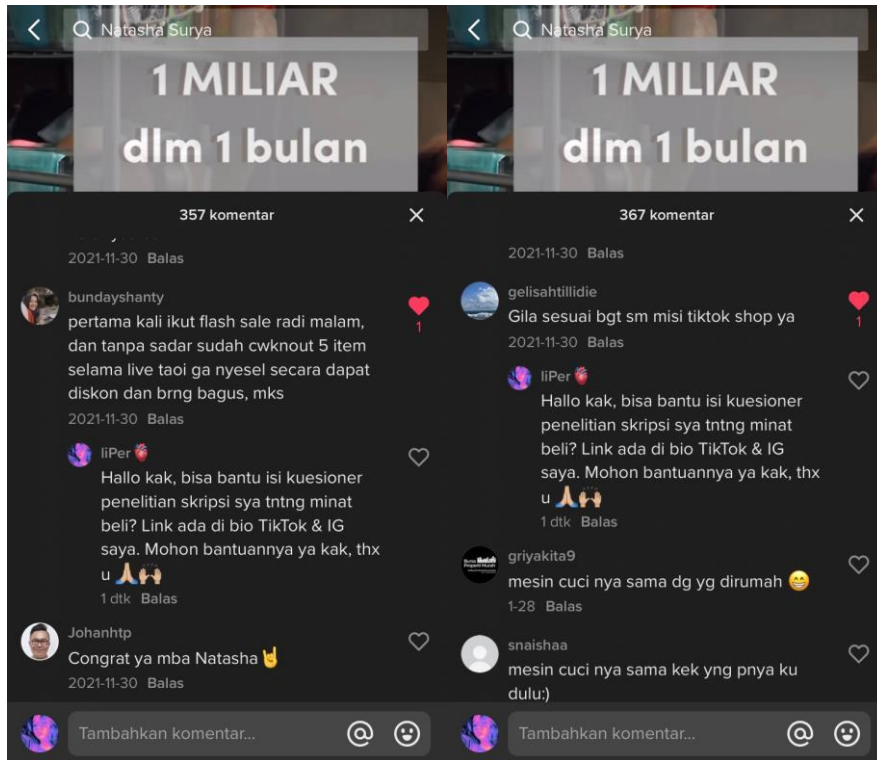 Natasha Surya
1 MILIAR
dlm 1 bulan
357 komentar
2021-11-30 Balas
bundayshanty
pertama kali ikut flash sale radi malam,
dan tanpa sadar sudah cwknout 5 item
selama live taoi ga nyesel secara dapat
diskon dan brng bagus, mks
1
2021-11-30 Balas
liPer
Hallo kak, bisa bantu isi kuesioner
penelitian skripsi sya tntng minat
beli? Link ada di bio TikTok & IG
saya. Mohon bantuannya ya kak, thx
u 🙏🏼🙌🏼
1 dtk Balas
Johanhtp
Congrat ya mba Natasha🤘
2021-11-30 Balas
Tambahkan komentar...
Natasha Surya
1 MILIAR
dlm 1 bulan
367 komentar
2021-11-30 Balas
gelisahtillidie
Gila sesuai bgt sm misi tiktok shop ya
1
2021-11-30 Balas
liPer
Hallo kak, bisa bantu isi kuesioner
penelitian skripsi sya tntng minat
beli? Link ada di bio TikTok & IG
saya. Mohon bantuannya ya kak, thx
u 🙏🏼🙌🏼
1 dtk Balas
griyakita9
mesin cuci nya sama dg yg dirumah 😁
1-28 Balas
snaishaa
mesin cuci nya sama kek yng pnya ku
dulu:)
Tambahkan komentar...